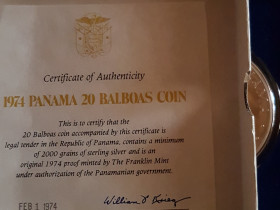 Certificate of Authenticity
1974 PANAMA 20 BALBOAS COIN
This is to certify that the
20 Balboas coin accompanied by this certificate is
legal tender in the Republic of Panama, contains a minimum
of 2000 grains of sterling silver and is an
original 1974 proof minted by The Franklin Mint
under authorization of the Panamanian government.
FEB 1 1974
William